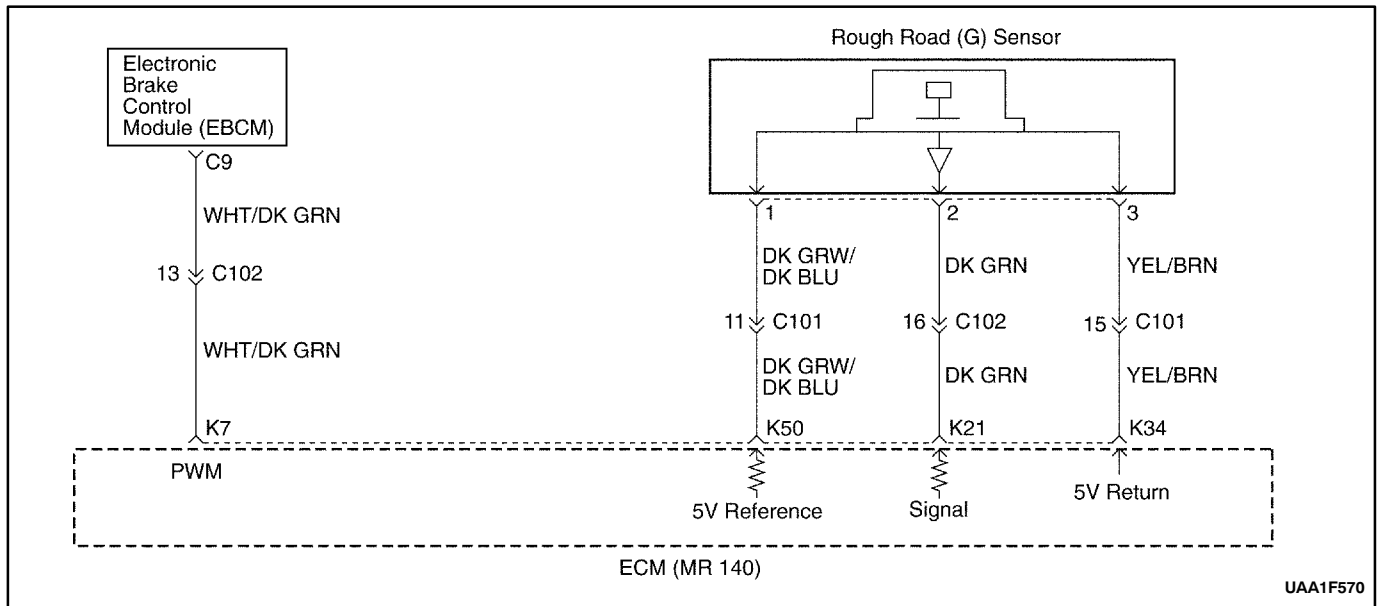 Rough Road (G) Sensor
Electronic
Brake
Control
Module (EBCM)
C9
1
2
3
WHT/DK GRN
DK GRW/
DK BLU
DK GRN
YEL/BRN
13
C102
11
C101
16
C102
15
C101
WHT/DK GRN
DK GRW/
DK BLU
DK GRN
YEL/BRN
K7
K50
K21
K34
PWM
5V Reference
Signal
5V Return
ECM (MR 140)
UAA1F570